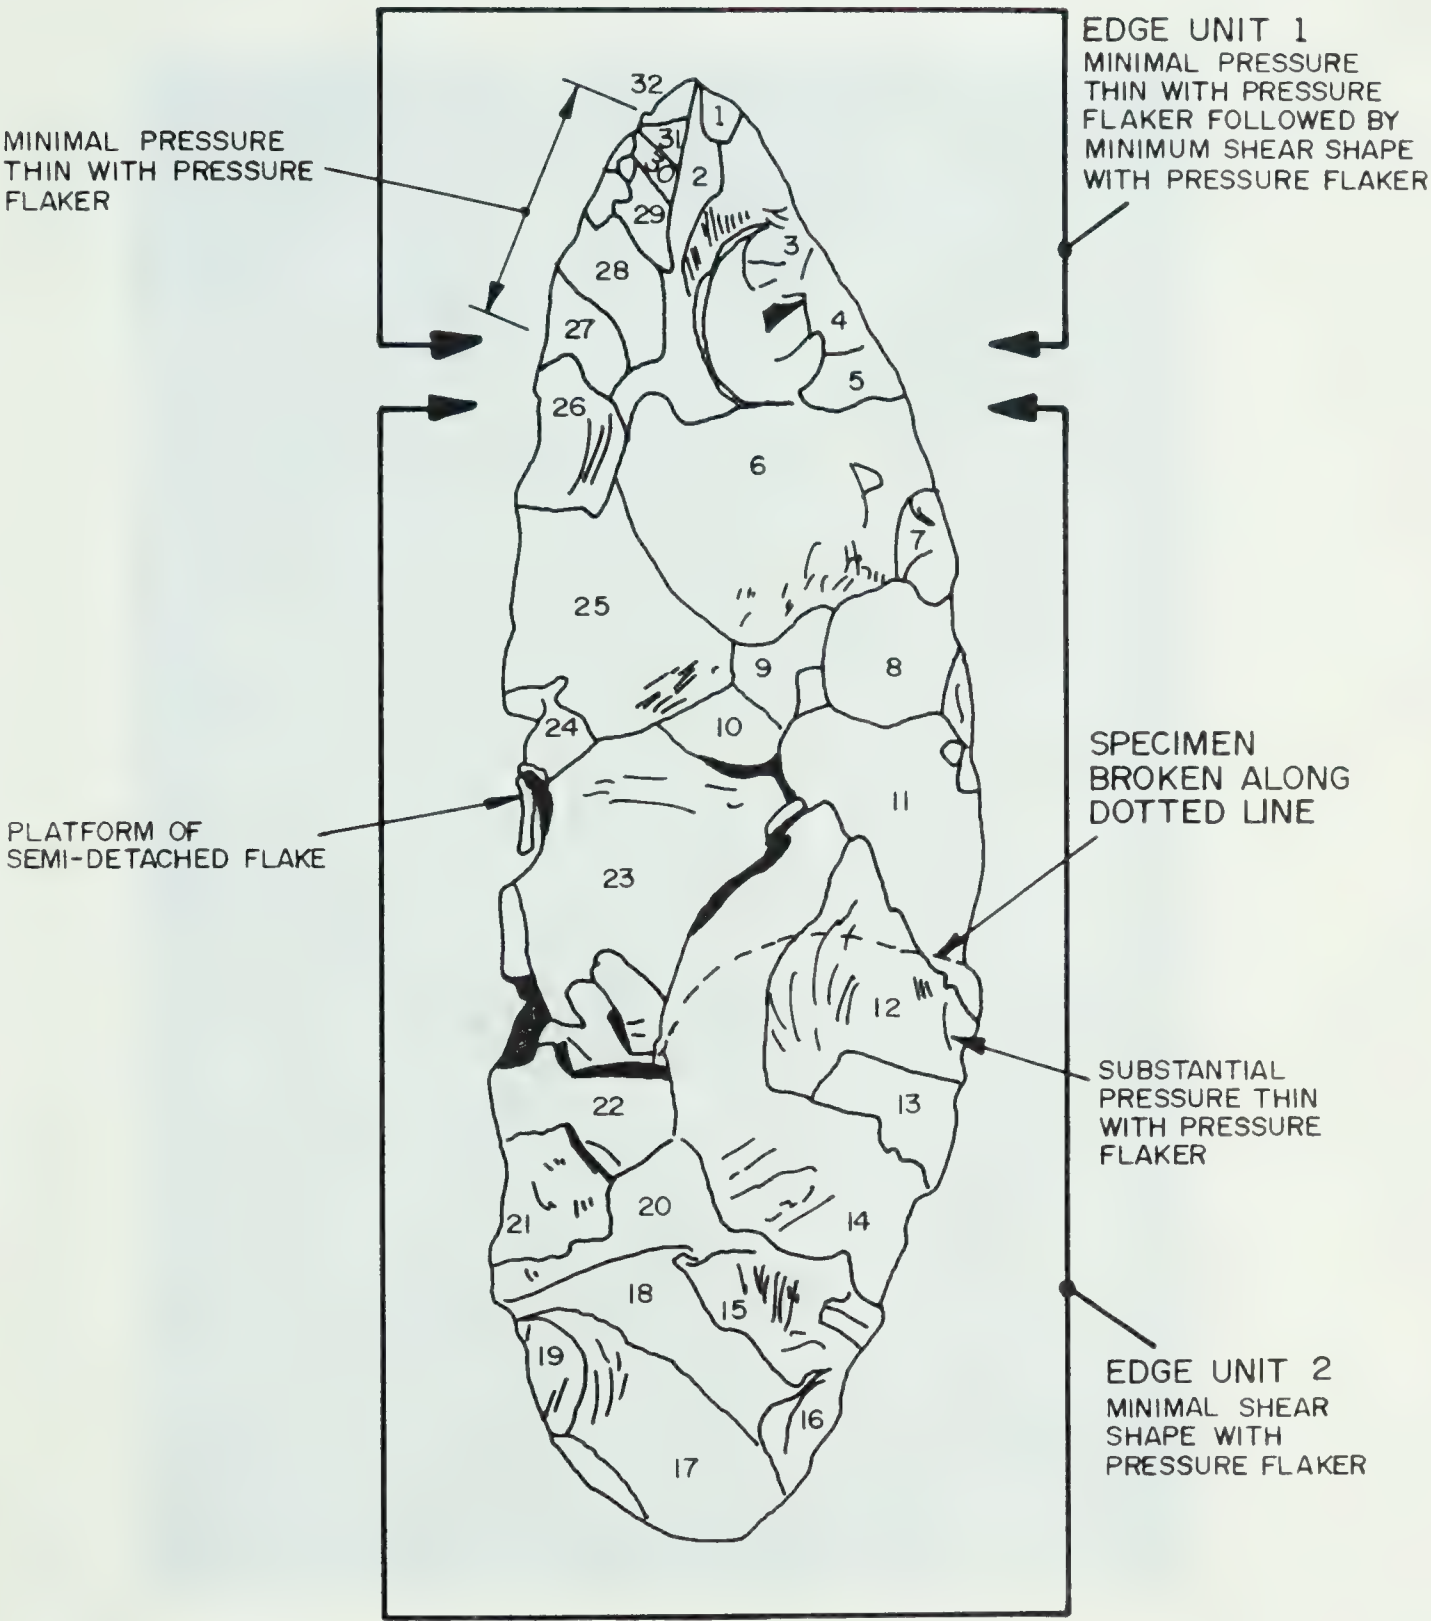 EDGE UNIT 1
MINIMAL PRESSURE
THIN WITH PRESSURE
FLAKER FOLLOWED BY
MINIMUM SHEAR SHAPE
WITH PRESSURE FLAKER
MINIMAL PRESSURE
THIN WITH PRESSURE
FLAKER
32
1
31
30
2
29
3
28
4
27
5
26
6
7
25
9
8
24
10
SPECIMEN
BROKEN ALONG
DOTTED LINE
11
PLATFORM OF
SEMI-DETACHED FLAKE
23
12
SUBSTANTIAL
PRESSURE THIN
WITH PRESSURE
FLAKER
22
13
21
20
14
18
15
19
16
17
EDGE UNIT 2
MINIMAL SHEAR
SHAPE WITH
PRESSURE FLAKER